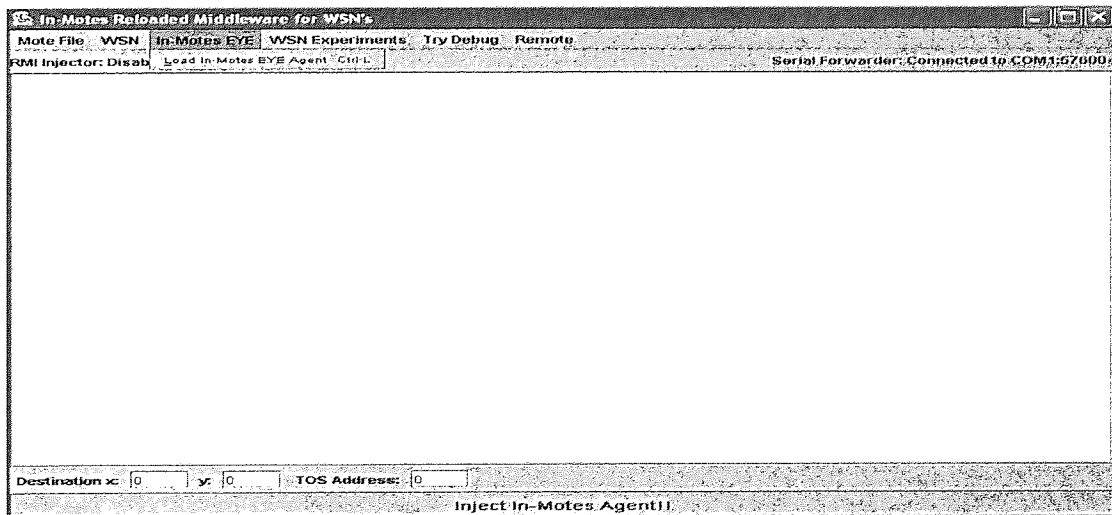 In-Motes Reloaded Middleware for WSN's
Mote File WSN In-Motes EYE WSN Experiments Try Debug Remote
RMI Injector: Disab Load In-Motes EYE Agent Ctrl-L Serial Forwarder: Connected to COM1:57600
Destination x: 0 y: 0 TOS Address: 0
Inject In-Motes Agent!!